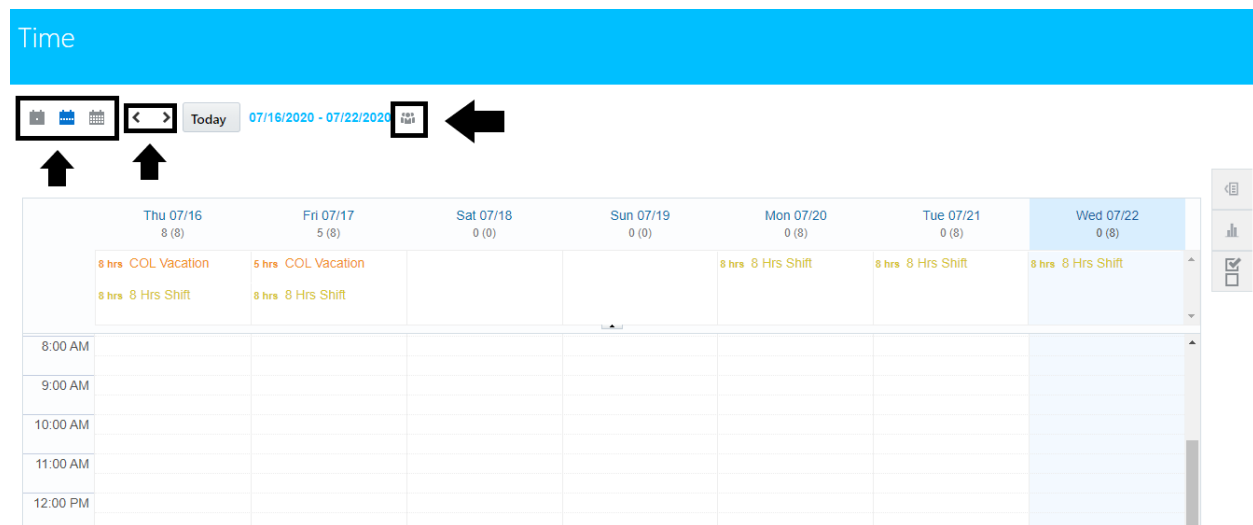 Time
Today 07/16/2020 - 07/22/2020
Thu 07/16 Fri 07/17 Sat 07/18 Sun 07/19 Mon 07/20 Tue 07/21 Wed 07/22
8 (8) 5 (8) 0 (0) 0 (0) 0 (8) 0 (8) 0 (8)
8 hrs COL Vacation 5 hrs COL Vacation 8 hrs 8 Hrs Shift 8 hrs 8 Hrs Shift 8 hrs 8 Hrs Shift
8 hrs 8 Hrs Shift 8 hrs 8 Hrs Shift
8:00 AM
9:00 AM
10:00 AM
11:00 AM
12:00 PM